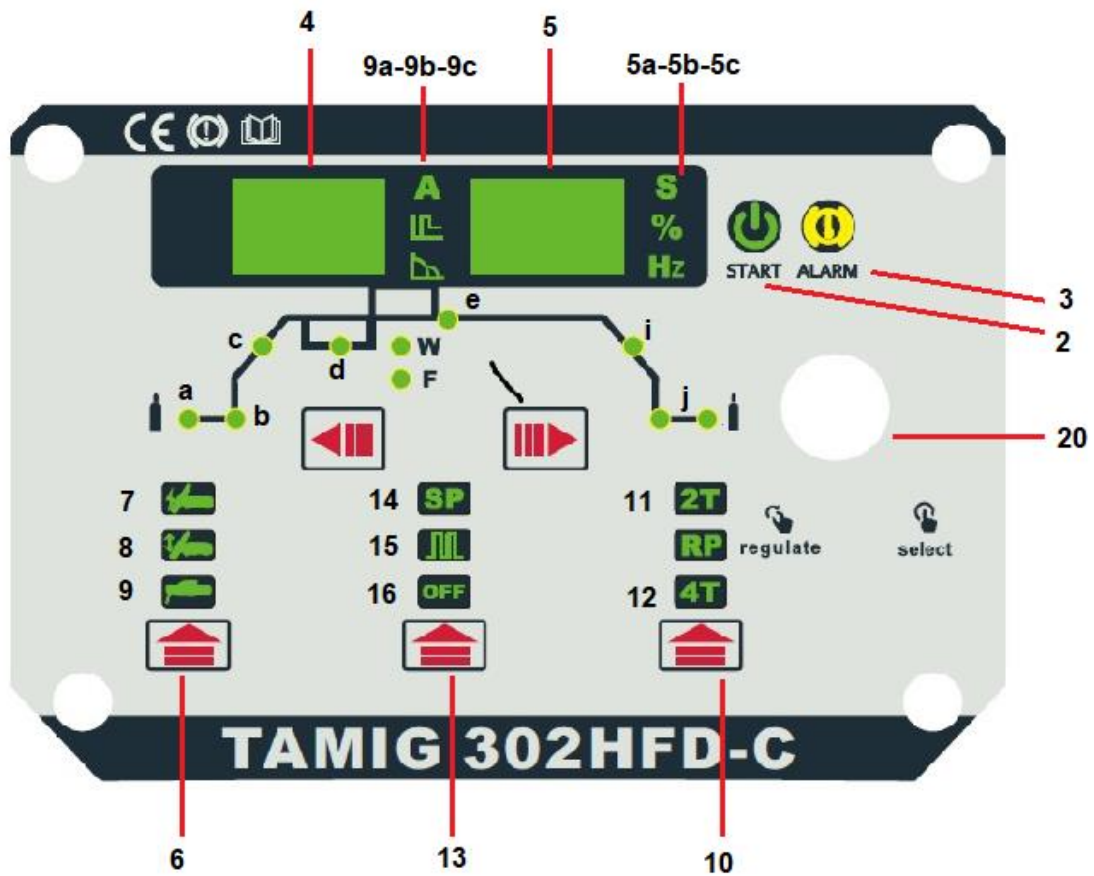 4
5
9a-9b-9c
5a-5b-5c
CE
A
S
%
Hz
START ALARM
3
2
e
c
d
W
i
a
F
b
j
20
7
14 SP
11 2T
8
15
RP
regulate
select
9
16 OFF
12 4T
TAMIG 302HFD-C
6
13
10